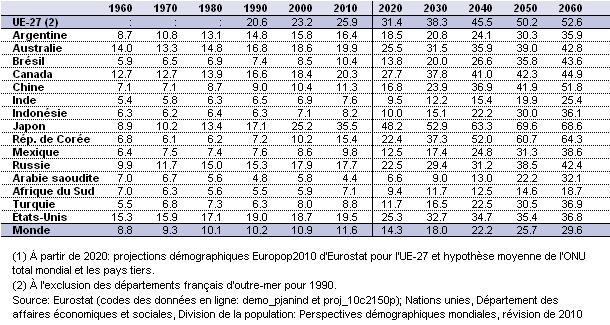 1960 1970 1980 1990 2000 2010 2020 2030 2040 2050 2060
UE-27 (2) : : : 20.6 23.2 25.9 31.4 38.3 45.5 50.2 52.6
Argentine 8.7 10.8 13.1 14.8 15.8 16.4 18.5 20.8 24.1 30.3 35.9
Australie 14.0 13.3 14.8 16.8 18.6 19.9 25.5 31.5 35.9 39.0 42.8
Brésil 5.9 6.5 6.9 7.4 8.5 10.4 13.8 20.0 26.6 35.8 43.6
Canada 12.7 12.7 13.9 16.6 18.4 20.3 27.7 37.8 41.0 42.3 44.9
Chine 7.1 7.1 8.7 9.0 10.4 11.3 16.8 23.9 36.9 41.9 51.8
Inde 5.4 5.8 6.3 6.5 6.9 7.6 9.5 12.2 15.4 19.9 25.4
Indonésie 6.3 6.2 6.4 6.3 7.1 8.2 10.0 15.1 22.2 30.0 36.1
Japon 8.9 10.2 13.4 17.1 25.2 35.5 48.2 52.9 63.3 69.6 68.6
Rép. de Corée 6.8 6.1 6.2 7.2 10.2 15.4 22.4 37.3 52.0 60.7 64.3
Mexique 6.4 7.5 7.4 7.6 8.6 9.8 12.5 17.4 24.8 31.3 38.6
Russie 9.9 11.7 15.0 15.3 17.9 17.7 22.5 29.4 31.2 38.5 42.4
Arabie saoudite 7.0 6.7 5.6 4.8 5.8 4.4 6.6 9.0 13.0 22.2 32.1
Afrique du Sud 7.0 6.3 5.6 5.5 5.9 7.1 9.4 11.7 12.5 14.6 18.7
Turquie 5.5 6.8 7.3 6.3 8.0 8.8 11.7 16.5 22.5 30.5 36.9
États-Unis 15.3 15.9 17.1 19.0 18.7 19.5 25.3 32.7 34.7 35.4 36.8
Monde 8.8 9.3 10.1 10.2 10.9 11.6 14.3 18.0 22.2 25.7 29.6
(1) À partir de 2020: projections démographiques Europop2010 d'Eurostat pour l'UE-27 et hypothèse moyenne de l'ONU
total mondial et les pays tiers.
(2) À l'exclusion des départements français d'outre-mer pour 1990.
Source: Eurostat (codes des données en ligne: demo_pjanind et proj_10c2150p); Nations unies, Département des
affaires économiques et sociales, Division de la population: Perspectives démographiques mondiales, révision de 2010